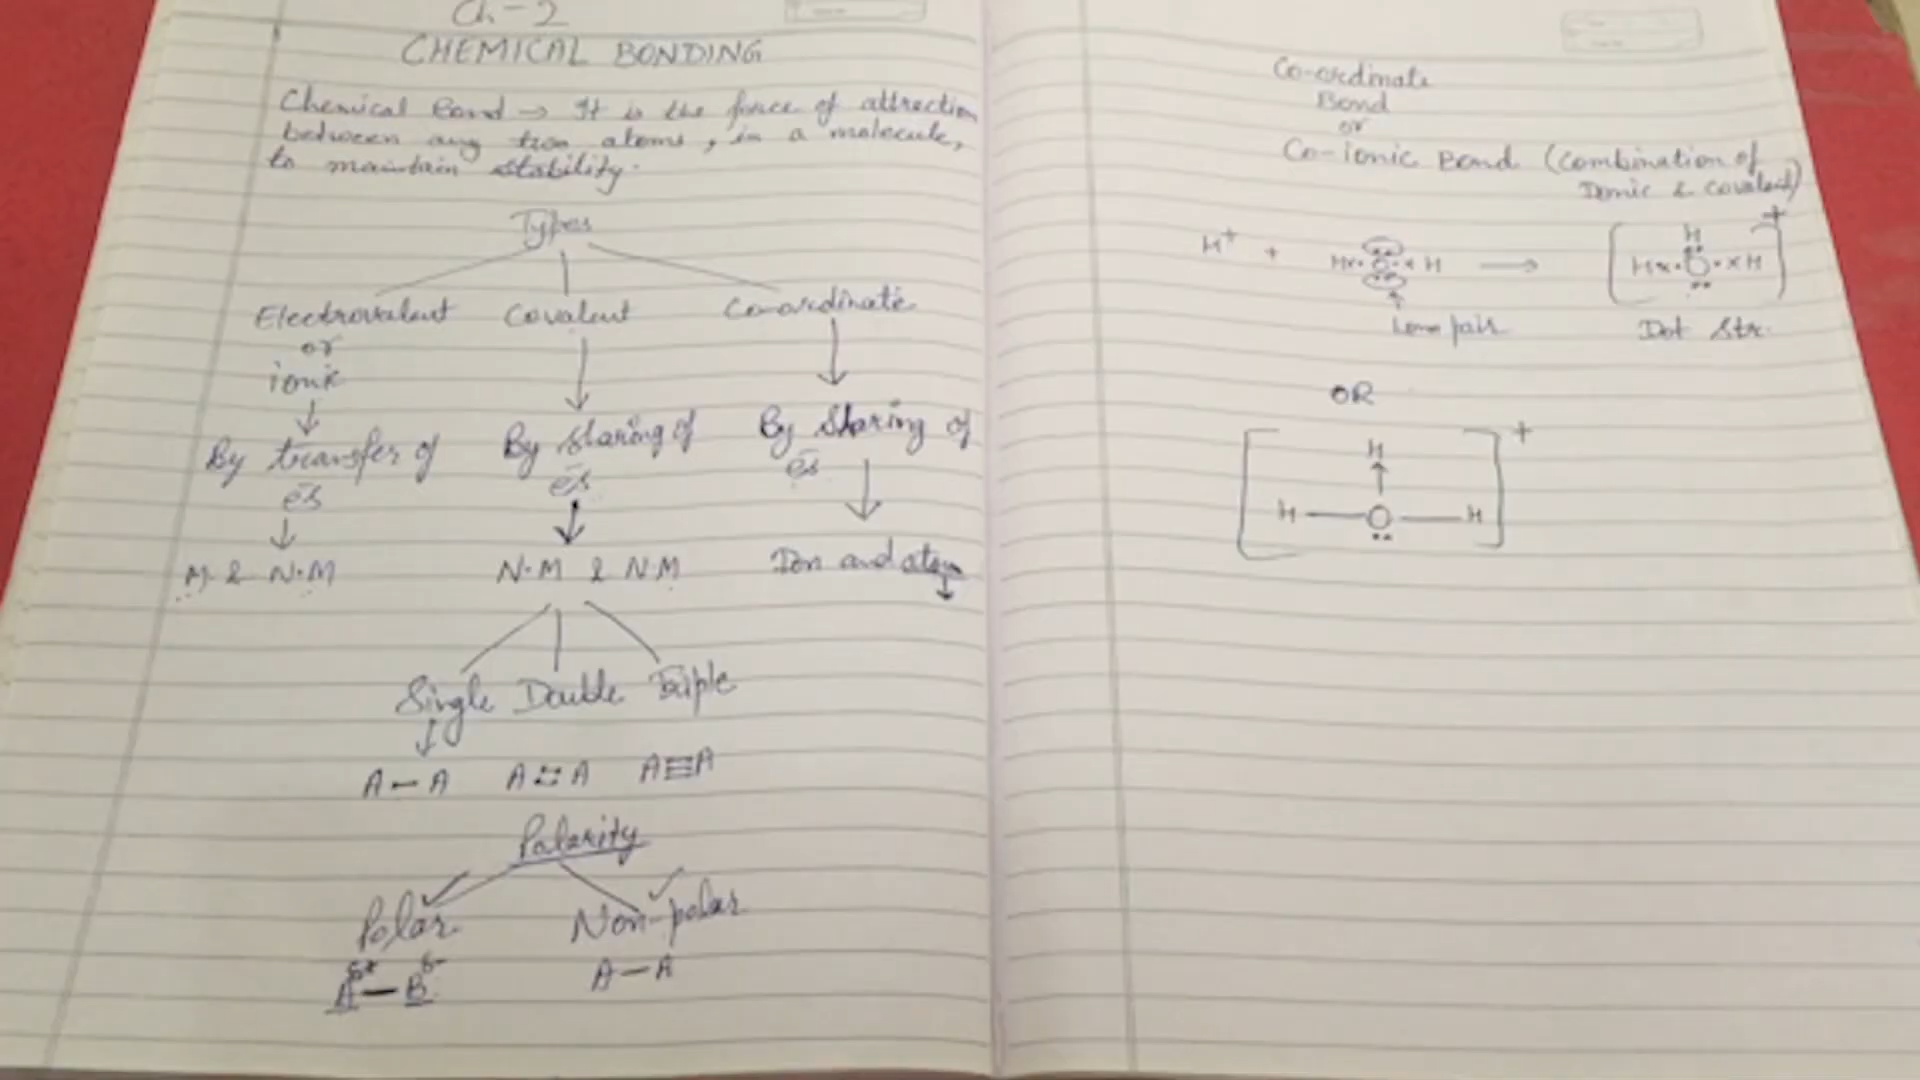 Ch-2
CHEMICAL BONDING
Chemical Bond → It is the force of attraction
between any two atoms, in a molecule,
to maintain stability.
Types
Electrovalent Covalent Co-ordinate
or
ionic
By transfer of By sharing of By Sharing of
ēs ēs ēs
M & N.M N.M & N.M Ion and atom
Single Double Triple
A-A A=A A≡A
Polarity
Polar Non-polar
δ+ δ-
A-B A-A
Co-ordinate
Bond
or
Co-ionic Bond (Combination of
Ionic & Covalent)
H+ + H×•O•×H → [H×•O•×H]+
H
Lone pair Dot Str.
OR
[ ]+
H
↑
H—O—H